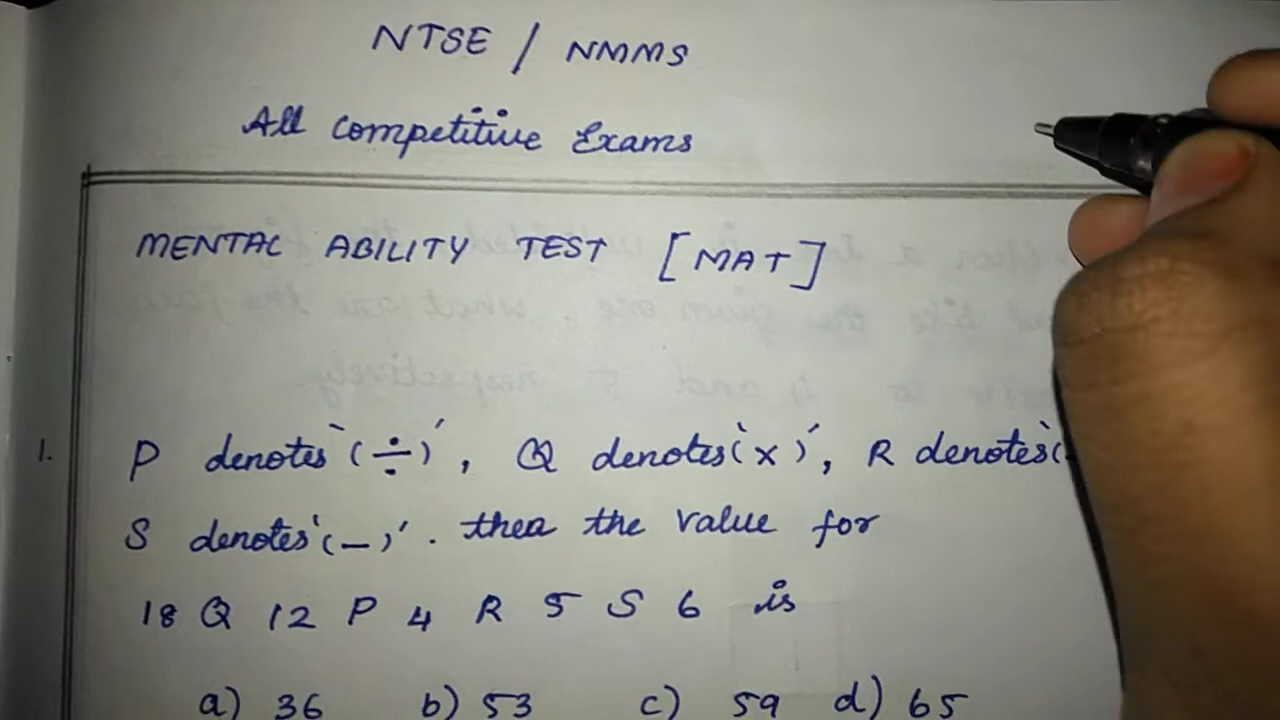 NTSE / NMMS
All Competitive Exams
MENTAL ABILITY TEST [MAT]
1. P denotes '(÷)', Q denotes '(×)', R denotes '(
S denotes '(−)'. then the value for
18 Q 12 P 4 R 5 S 6 is
a) 36 b) 53 c) 59 d) 65